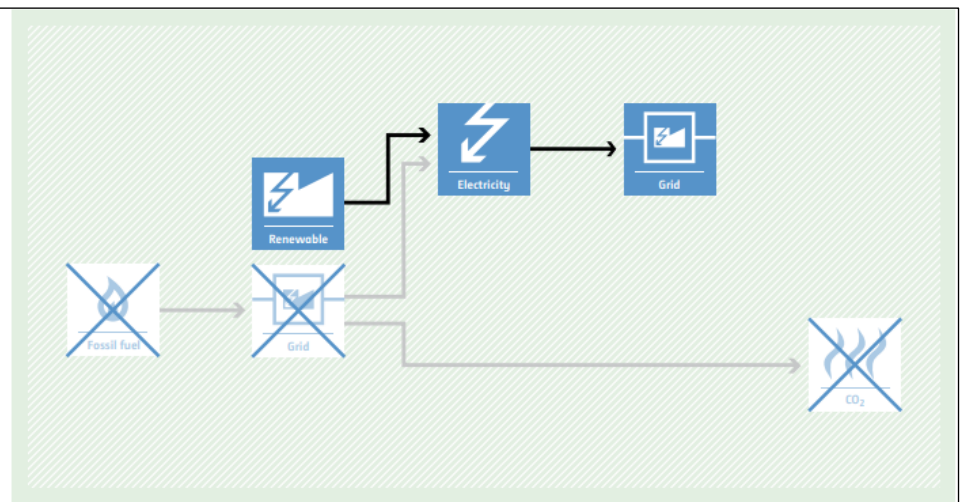 Electricity
Grid
Renewable
Fossil fuel
Grid
CO₂